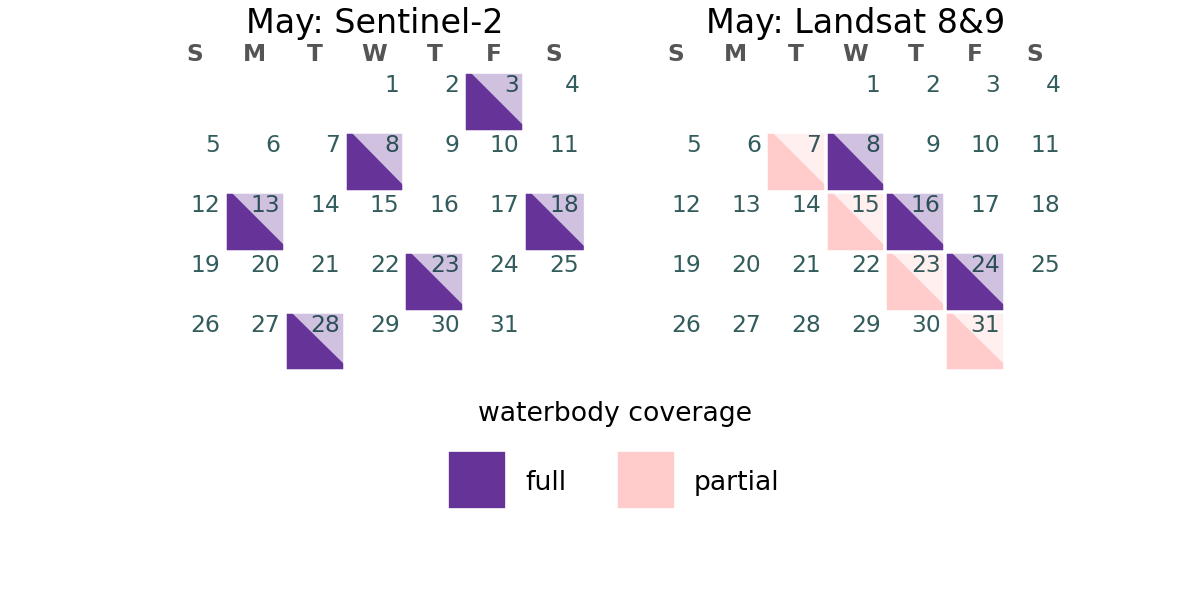 May: Sentinel-2
S M T W T F S
1 2 3 4
5 6 7 8 9 10 11
12 13 14 15 16 17 18
19 20 21 22 23 24 25
26 27 28 29 30 31
May: Landsat 8&9
S M T W T F S
1 2 3 4
5 6 7 8 9 10 11
12 13 14 15 16 17 18
19 20 21 22 23 24 25
26 27 28 29 30 31
waterbody coverage
full
partial